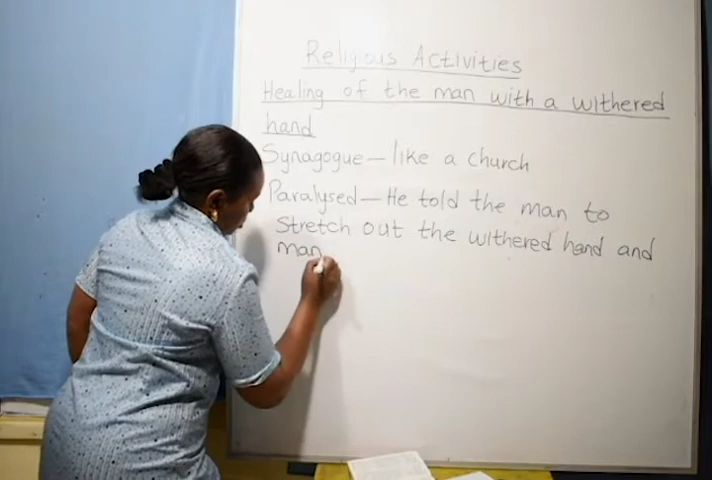 Religious Activities
Healing of the man with a withered
hand
Synagogue – like a church
Paralysed – He told the man to
stretch out the withered hand and
man